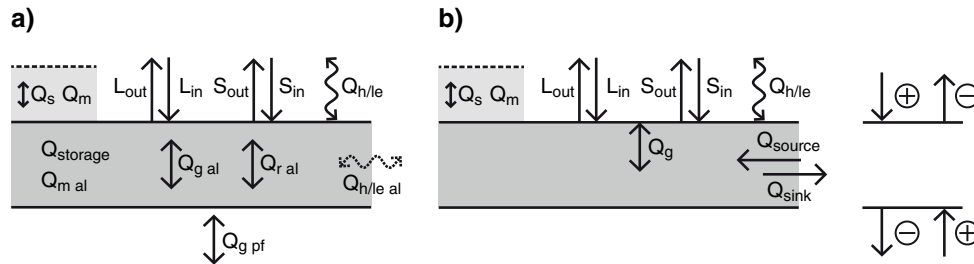 a)
b)
Q_s Q_m
L_out L_in S_out S_in Q_h/le
Q_storage
Q_m al
Q_g al
Q_r al
Q_h/le al
Q_g pf
Q_s Q_m
L_out L_in S_out S_in Q_h/le
Q_g
Q_source
Q_sink
+ −
− +